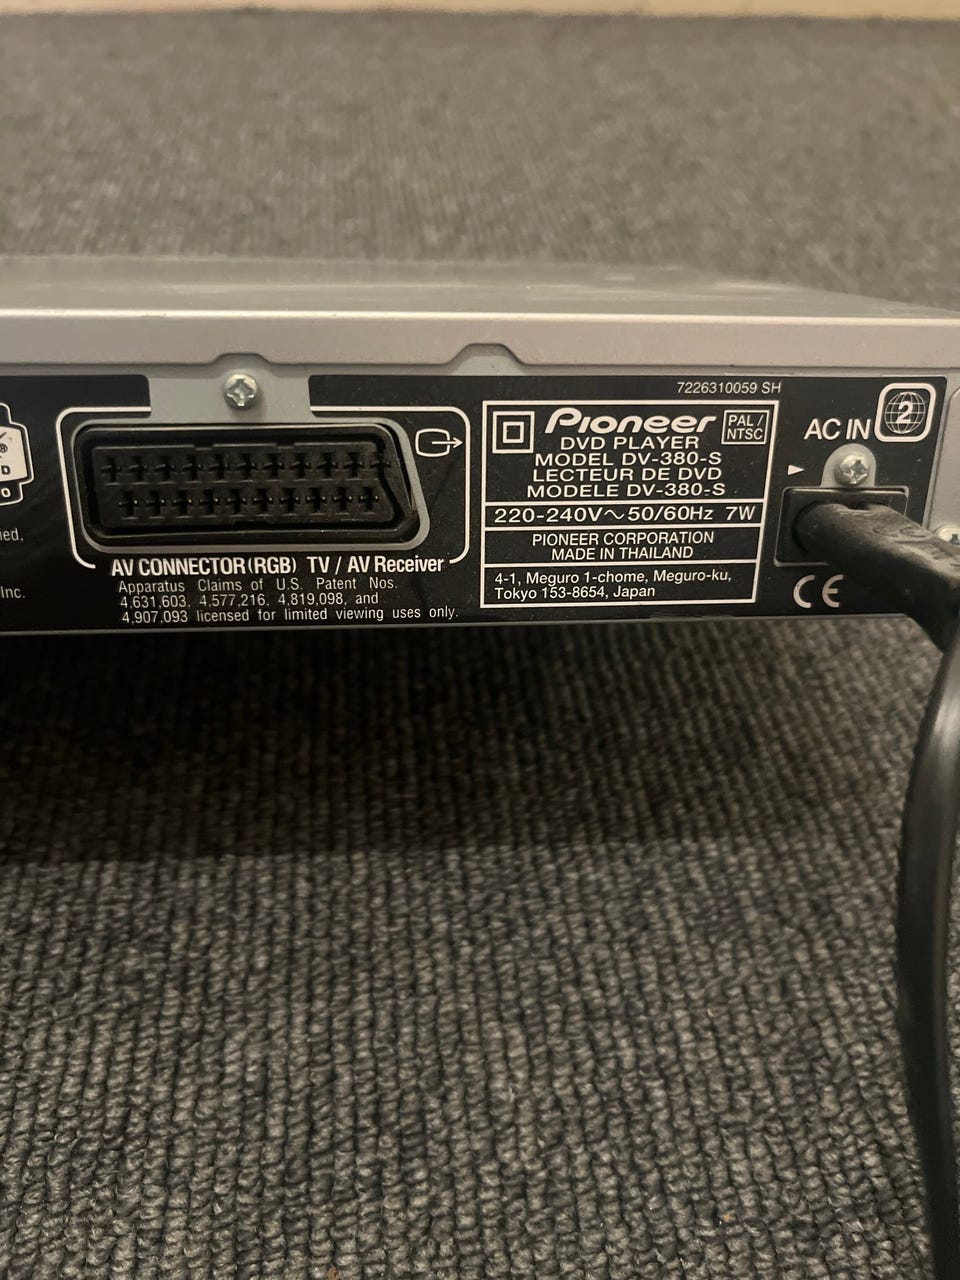 7226310059 SH
Pioneer PAL/ NTSC
DVD PLAYER
MODEL DV-380-S
LECTEUR DE DVD
MODELE DV-380-S
220-240V~50/60Hz 7W
PIONEER CORPORATION
MADE IN THAILAND
4-1, Meguro 1-chome, Meguro-ku,
Tokyo 153-8654, Japan
AC IN 2
CE
AV CONNECTOR(RGB) TV / AV Receiver
Apparatus Claims of U.S. Patent Nos.
4,631,603, 4,577,216, 4,819,098, and
4,907,093 licensed for limited viewing uses only.
D
O
Inc.